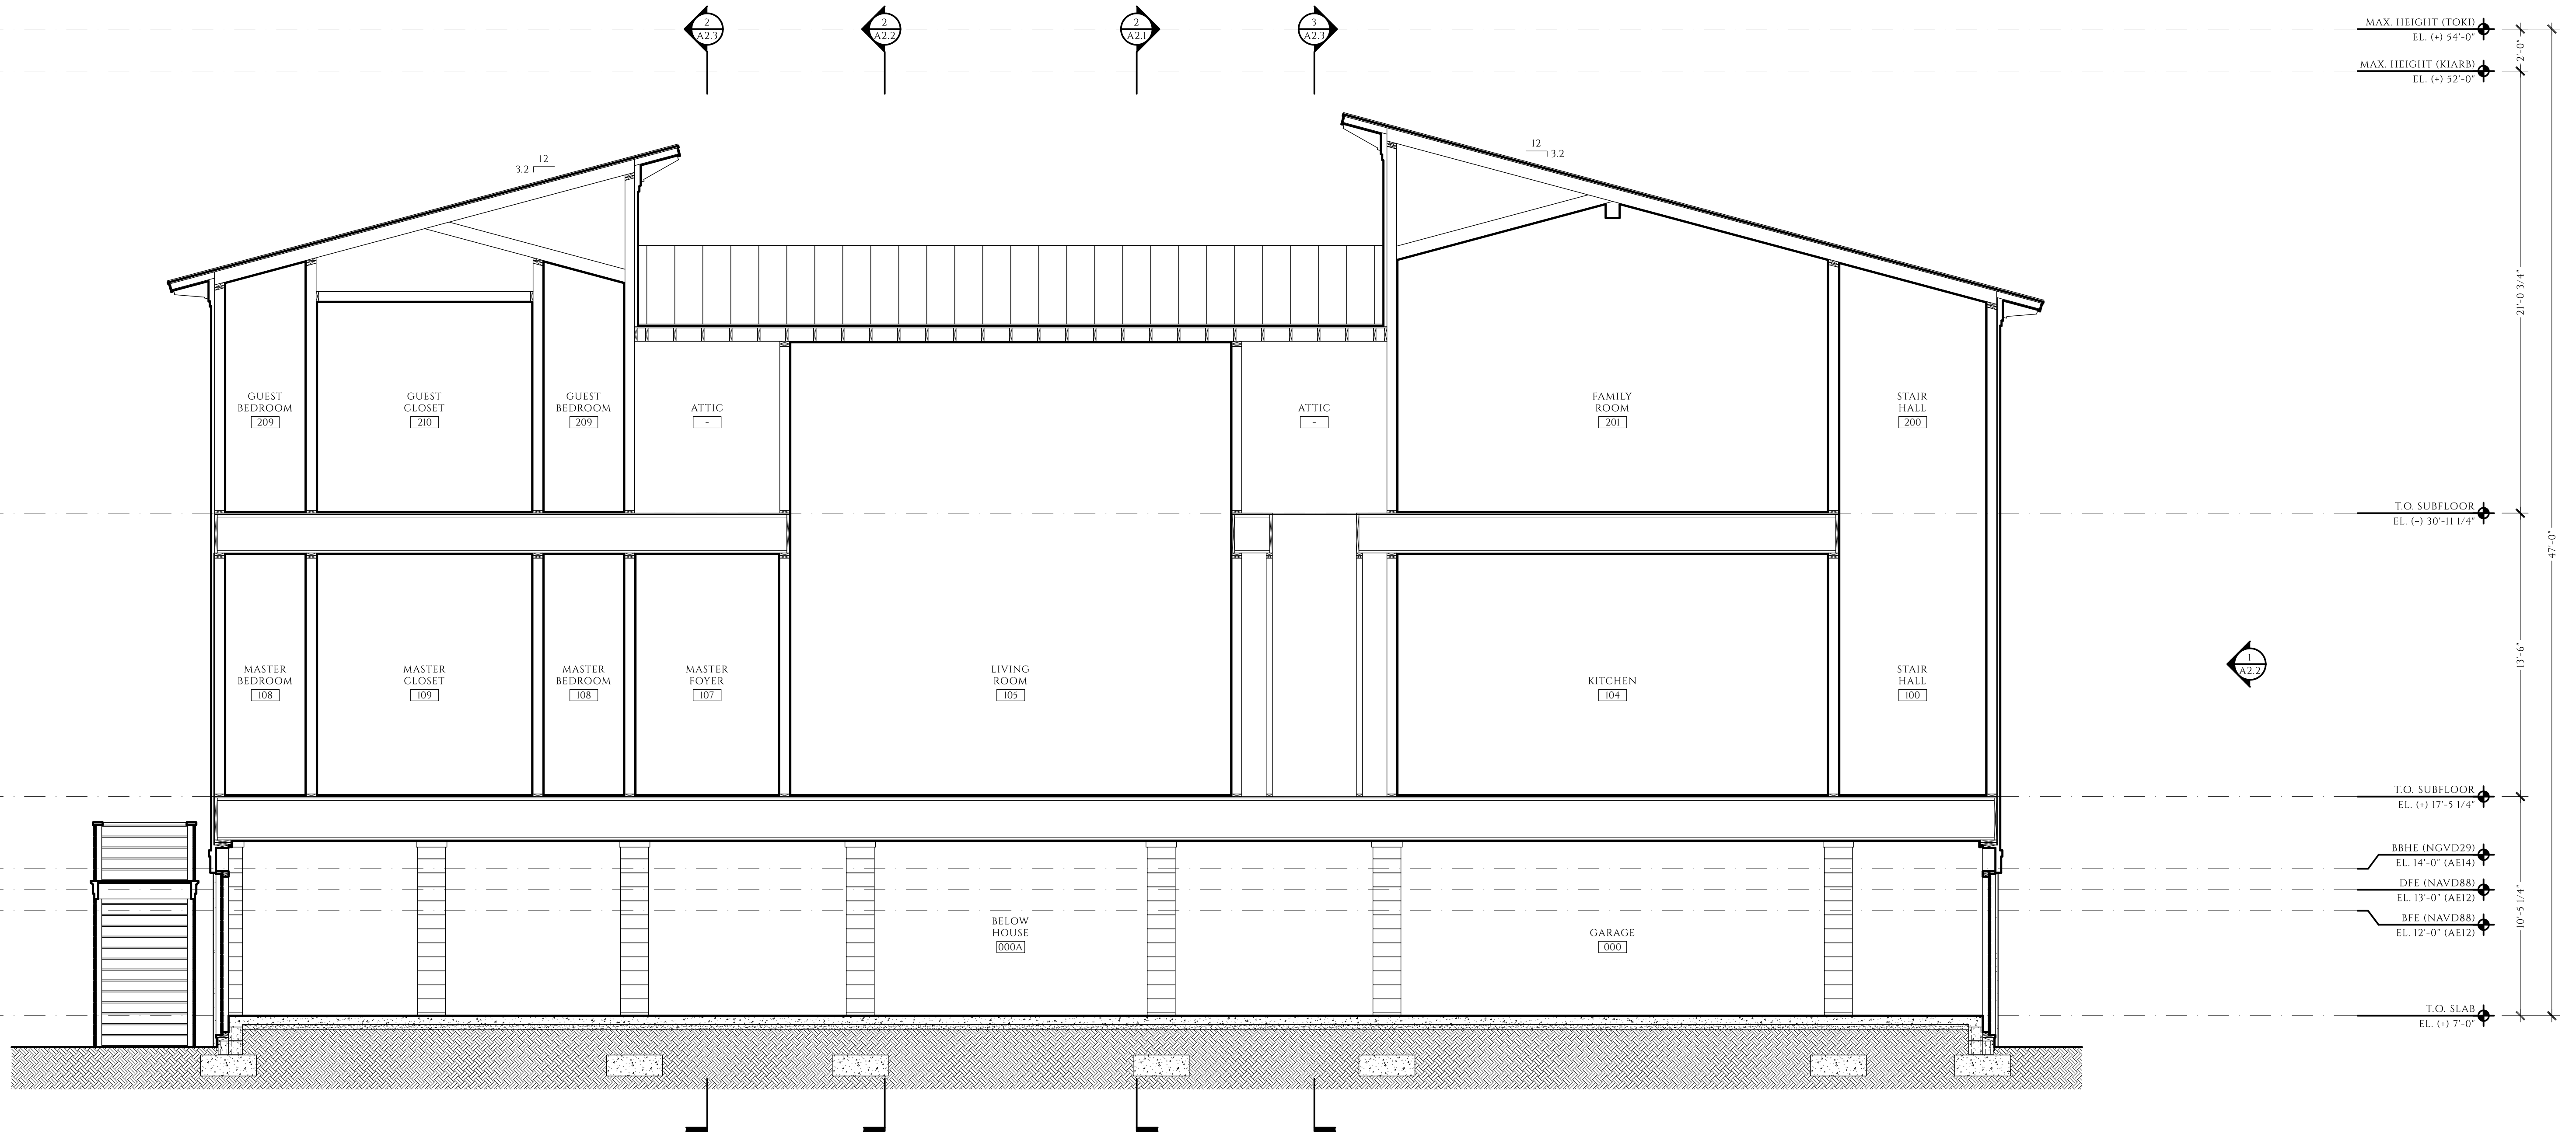 2
A2.3
2
A2.2
2
A2.1
3
A2.3
MAX. HEIGHT (TOKI)
EL. (+) 54'-0"
2'-0"
MAX. HEIGHT (KIARB)
EL. (+) 52'-0"
12
3.2
12
3.2
21'-0 3/4"
GUEST
BEDROOM
209
GUEST
CLOSET
210
GUEST
BEDROOM
209
ATTIC
-
ATTIC
-
FAMILY
ROOM
201
STAIR
HALL
200
T.O. SUBFLOOR
EL. (+) 30'-11 1/4"
47'-0"
13'-6"
MASTER
BEDROOM
108
MASTER
CLOSET
109
MASTER
BEDROOM
108
MASTER
FOYER
107
LIVING
ROOM
105
KITCHEN
104
STAIR
HALL
100
1
A2.2
T.O. SUBFLOOR
EL. (+) 17'-5 1/4"
BBHE (NGVD29)
EL. 14'-0" (AE14)
DFE (NAVD88)
EL. 13'-0" (AE12)
BFE (NAVD88)
EL. 12'-0" (AE12)
10'-5 1/4"
BELOW
HOUSE
000A
GARAGE
000
T.O. SLAB
EL. (+) 7'-0"